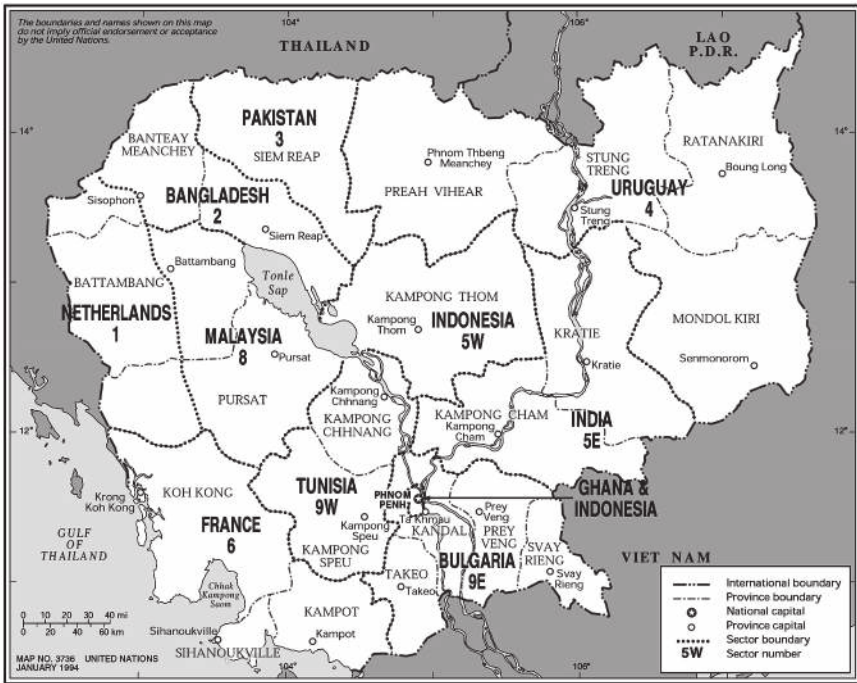 The boundaries and names shown on this map
do not imply official endorsement or acceptance
by the United Nations.
104°
106°
THAILAND
LAO
P.D.R.
14°
14°
PAKISTAN
3
BANTEAY
MEANCHEY
SIEM REAP
Phnom Thbeng
Meanchey
PREAH VIHEAR
STUNG
TRENG
RATANAKIRI
Boung Long
URUGUAY
4
Sisophon
BANGLADESH
2
Stung
Treng
Siem Reap
Battambang
BATTAMBANG
Tonle
Sap
KAMPONG THOM
NETHERLANDS
1
MALAYSIA
8
Kampong
Thom
INDONESIA
5W
KRATIE
MONDOL KIRI
Pursat
Kratie
Senmonorom
PURSAT
Kampong
Chhnang
KAMPONG
CHHNANG
KAMPONG CHAM
Kampong
Cham
12°
12°
INDIA
5E
KOH KONG
TUNISIA
9W
PHNOM
PENH
GHANA &
INDONESIA
Krong
Koh Kong
Prey
Veng
Ta Khmau
KANDAL
PREY
VENG
FRANCE
6
Kampong
Speu
GULF
OF
THAILAND
KAMPONG
SPEU
BULGARIA
9E
SVAY
RIENG
Svay
Rieng
VIET NAM
TAKEO
Takeo
Chhak
Kampong
Saom
KAMPOT
Kampot
0 10 20 30 40 mi
0 20 40 60 km
Sihanoukville
SIHANOUKVILLE
MAP NO. 3736 UNITED NATIONS
JANUARY 1994
104°
106°
International boundary
Province boundary
National capital
Province capital
Sector boundary
5W Sector number